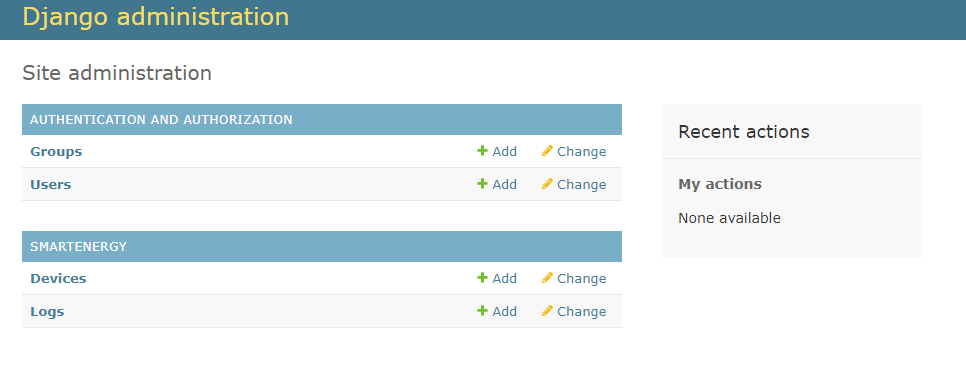 Django administration
Site administration
AUTHENTICATION AND AUTHORIZATION
Groups Add Change
Users Add Change
SMARTENERGY
Devices Add Change
Logs Add Change
Recent actions
My actions
None available